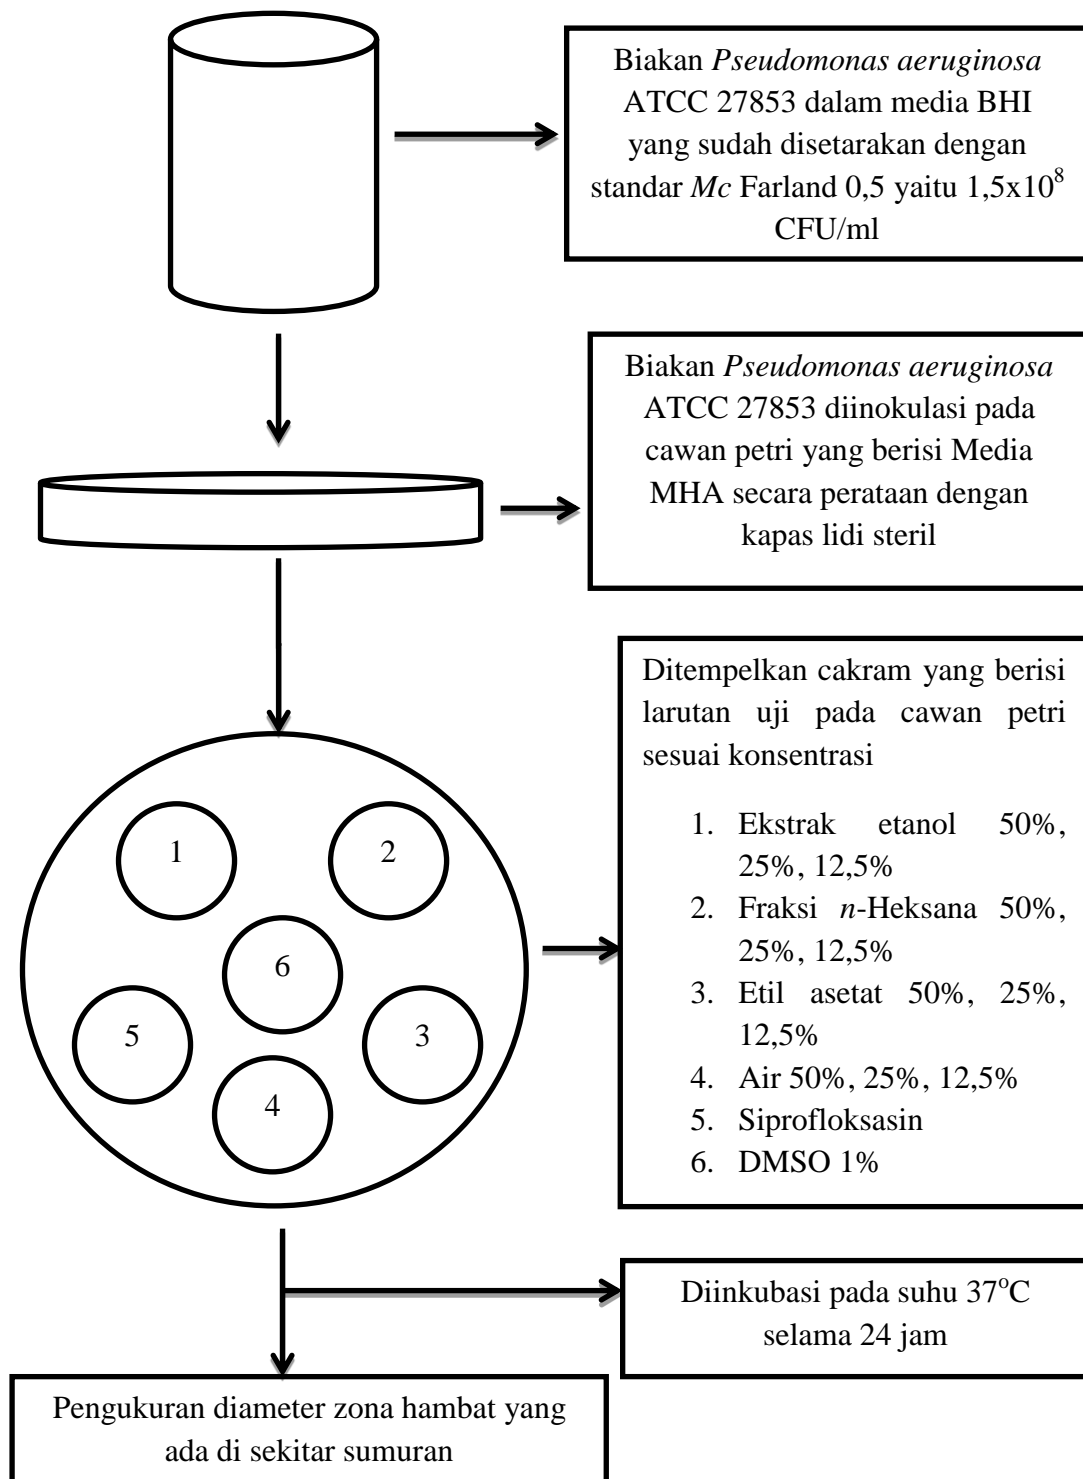 Biakan Pseudomonas aeruginosa
ATCC 27853 dalam media BHI
yang sudah disetarakan dengan
standar Mc Farland 0,5 yaitu 1,5x10⁸
CFU/ml
Biakan Pseudomonas aeruginosa
ATCC 27853 diinokulasi pada
cawan petri yang berisi Media
MHA secara perataan dengan
kapas lidi steril
1
2
6
5
3
4
Ditempelkan cakram yang berisi
larutan uji pada cawan petri
sesuai konsentrasi
1. Ekstrak etanol 50%,
25%, 12,5%
2. Fraksi n-Heksana 50%,
25%, 12,5%
3. Etil asetat 50%, 25%,
12,5%
4. Air 50%, 25%, 12,5%
5. Siprofloksasin
6. DMSO 1%
Diinkubasi pada suhu 37°C
selama 24 jam
Pengukuran diameter zona hambat yang
ada di sekitar sumuran